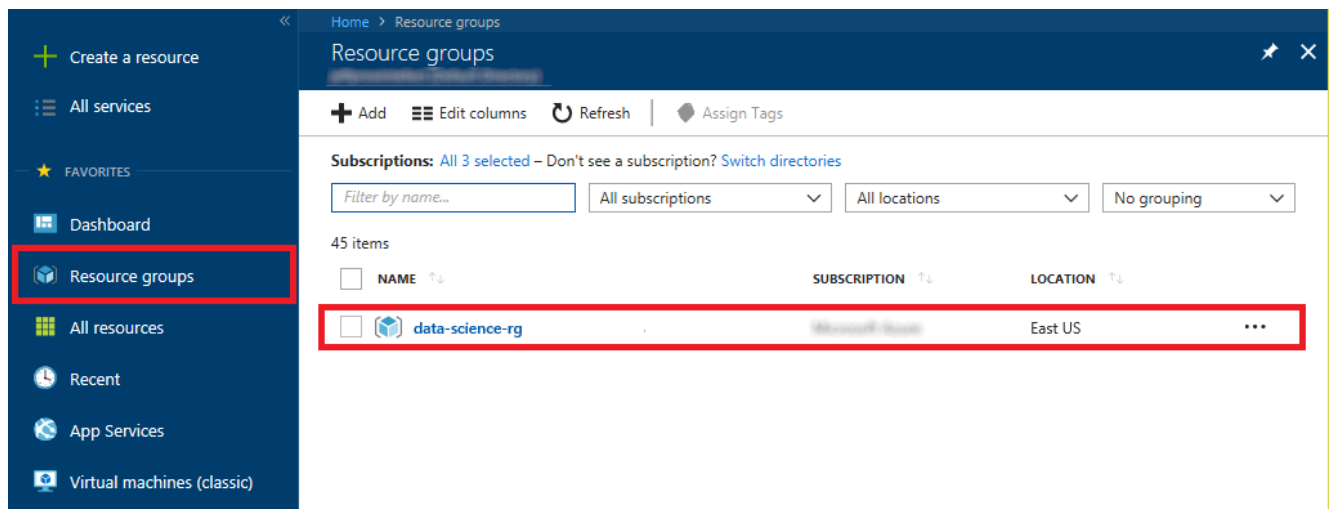 Create a resource
All services
FAVORITES
Dashboard
Resource groups
All resources
Recent
App Services
Virtual machines (classic)
Home > Resource groups
Resource groups
Add Edit columns Refresh Assign Tags
Subscriptions: All 3 selected – Don't see a subscription? Switch directories
Filter by name... All subscriptions All locations No grouping
45 items
NAME SUBSCRIPTION LOCATION
data-science-rg East US